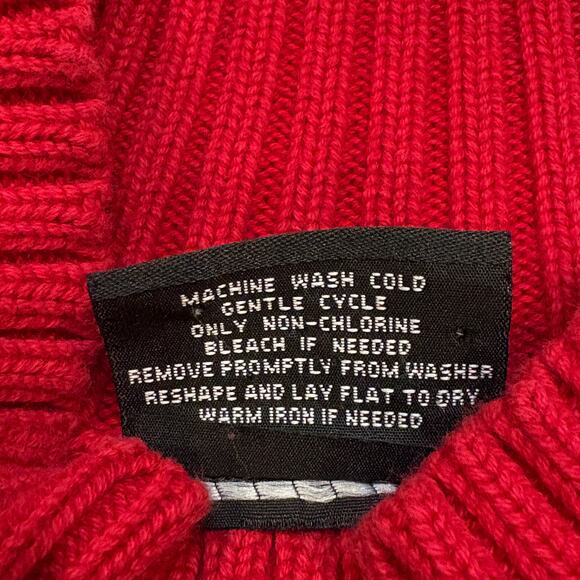 MACHINE WASH COLD
GENTLE CYCLE
ONLY NON-CHLORINE
BLEACH IF NEEDED
REMOVE PROMPTLY FROM WASHER
RESHAPE AND LAY FLAT TO DRY
WARM IRON IF NEEDED